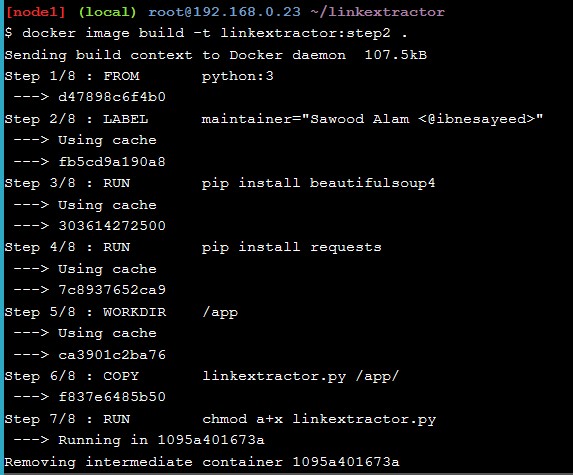 [node1] (local) root@192.168.0.23 ~/linkextractor
$ docker image build -t linkextractor:step2 .
Sending build context to Docker daemon  107.5kB
Step 1/8 : FROM       python:3
 ---> d47898c6f4b0
Step 2/8 : LABEL      maintainer="Sawood Alam <@ibnesayeed>"
 ---> Using cache
 ---> fb5cd9a190a8
Step 3/8 : RUN        pip install beautifulsoup4
 ---> Using cache
 ---> 303614272500
Step 4/8 : RUN        pip install requests
 ---> Using cache
 ---> 7c8937652ca9
Step 5/8 : WORKDIR    /app
 ---> Using cache
 ---> ca3901c2ba76
Step 6/8 : COPY       linkextractor.py /app/
 ---> f837e6485b50
Step 7/8 : RUN        chmod a+x linkextractor.py
 ---> Running in 1095a401673a
Removing intermediate container 1095a401673a